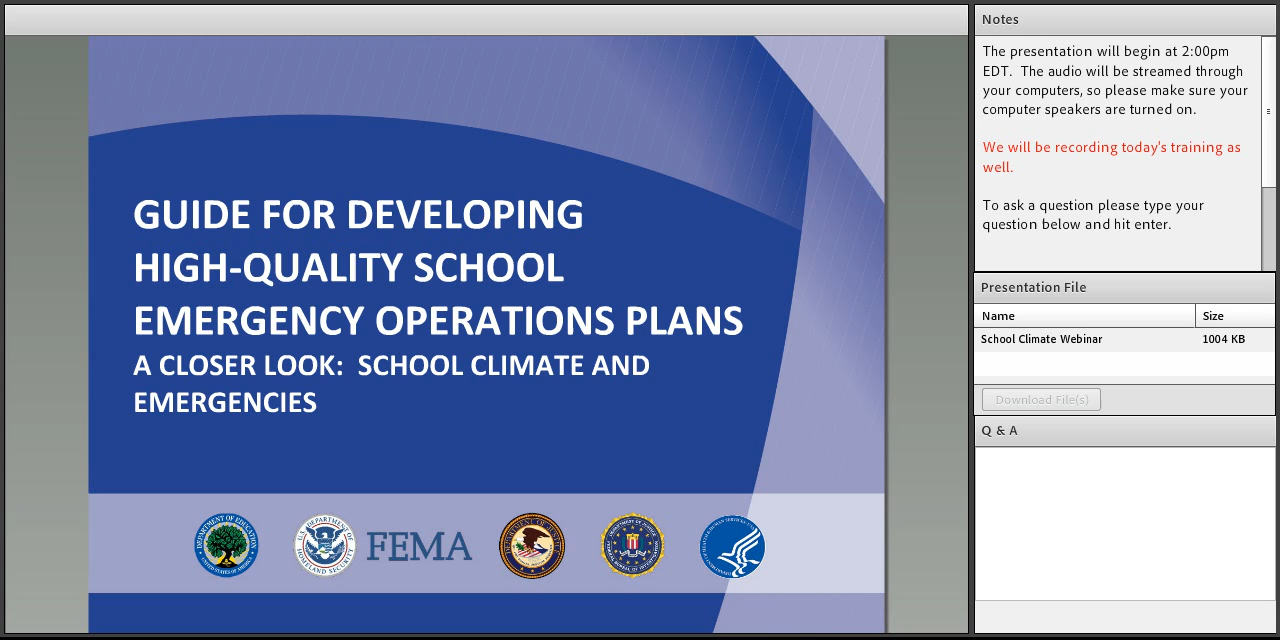 GUIDE FOR DEVELOPING
HIGH-QUALITY SCHOOL
EMERGENCY OPERATIONS PLANS
A CLOSER LOOK:  SCHOOL CLIMATE AND
EMERGENCIES
FEMA
Notes
The presentation will begin at 2:00pm
EDT.  The audio will be streamed through
your computers, so please make sure your
computer speakers are turned on.
We will be recording today's training as
well.
To ask a question please type your
question below and hit enter.
Presentation File
Name Size
School Climate Webinar 1004 KB
Download File(s)
Q & A